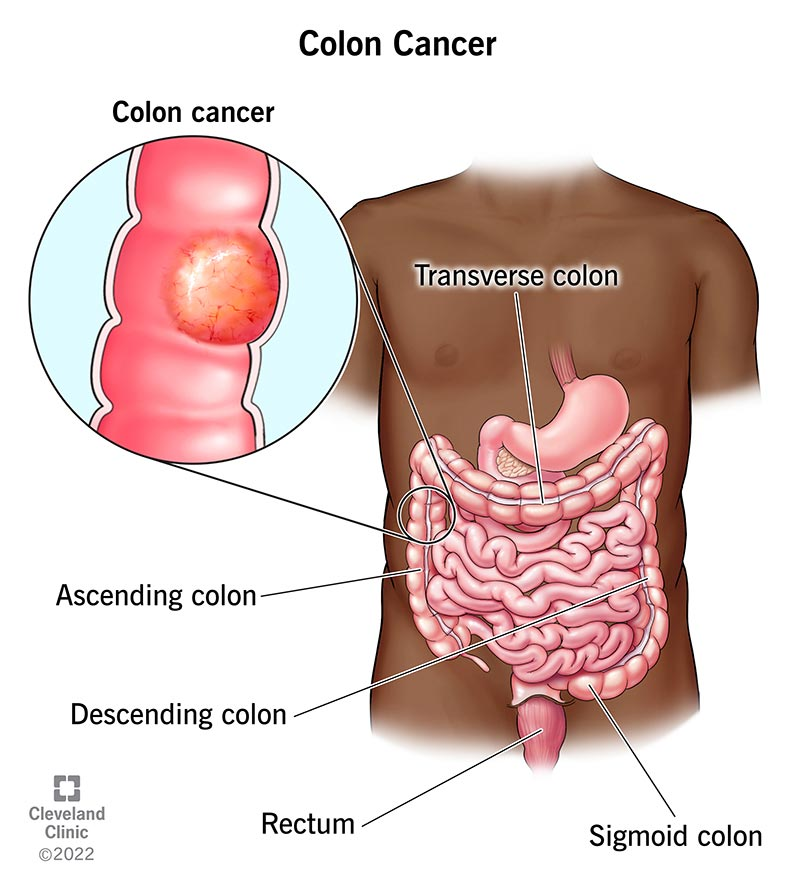 Colon Cancer
Colon cancer
Transverse colon
Ascending colon
Descending colon
Rectum
Sigmoid colon
Cleveland
Clinic
©2022